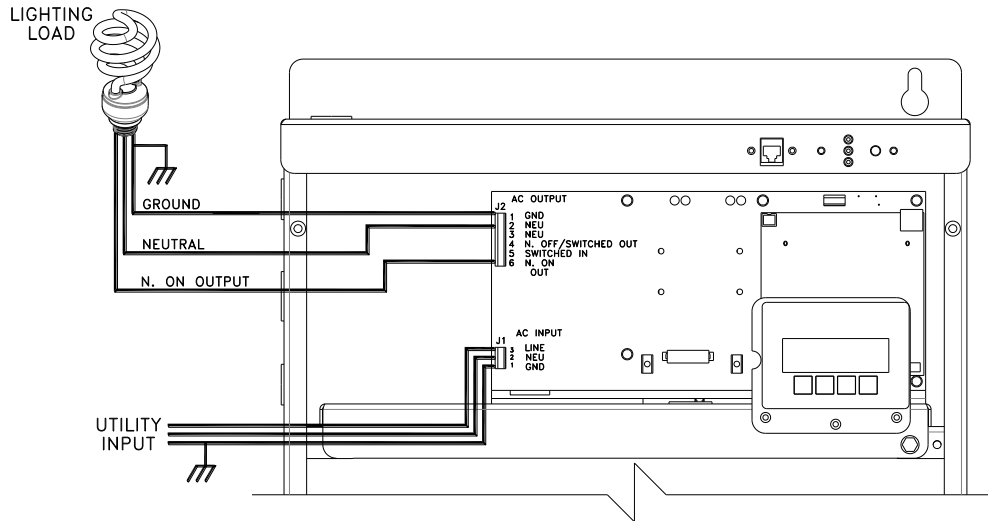 LIGHTING
LOAD
GROUND
NEUTRAL
N. ON OUTPUT
AC OUTPUT
J2
1 GND
2 NEU
3 NEU
4 N. OFF/SWITCHED OUT
5 SWITCHED IN
6 N. ON
OUT
AC INPUT
J1
3 LINE
2 NEU
1 GND
UTILITY
INPUT